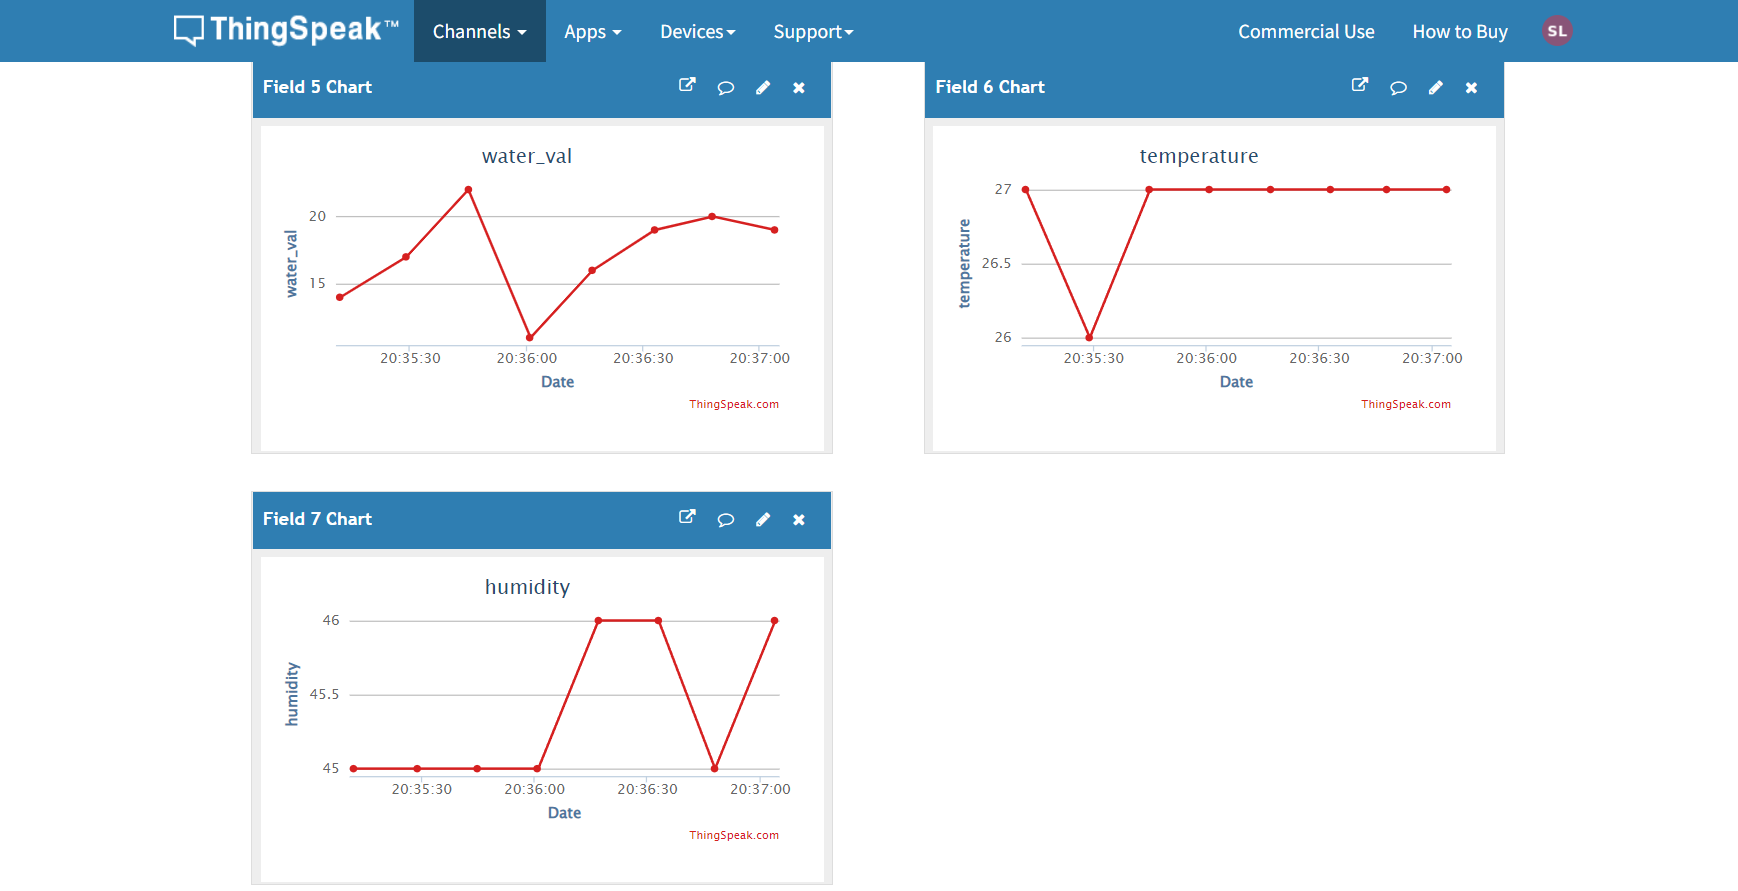 ThingSpeak™ Channels Apps Devices Support Commercial Use How to Buy SL
Field 5 Chart
water_val
water_val
20
15
20:35:30 20:36:00 20:36:30 20:37:00
Date
ThingSpeak.com
Field 6 Chart
temperature
temperature
27
26.5
26
20:35:30 20:36:00 20:36:30 20:37:00
Date
ThingSpeak.com
Field 7 Chart
humidity
humidity
46
45.5
45
20:35:30 20:36:00 20:36:30 20:37:00
Date
ThingSpeak.com